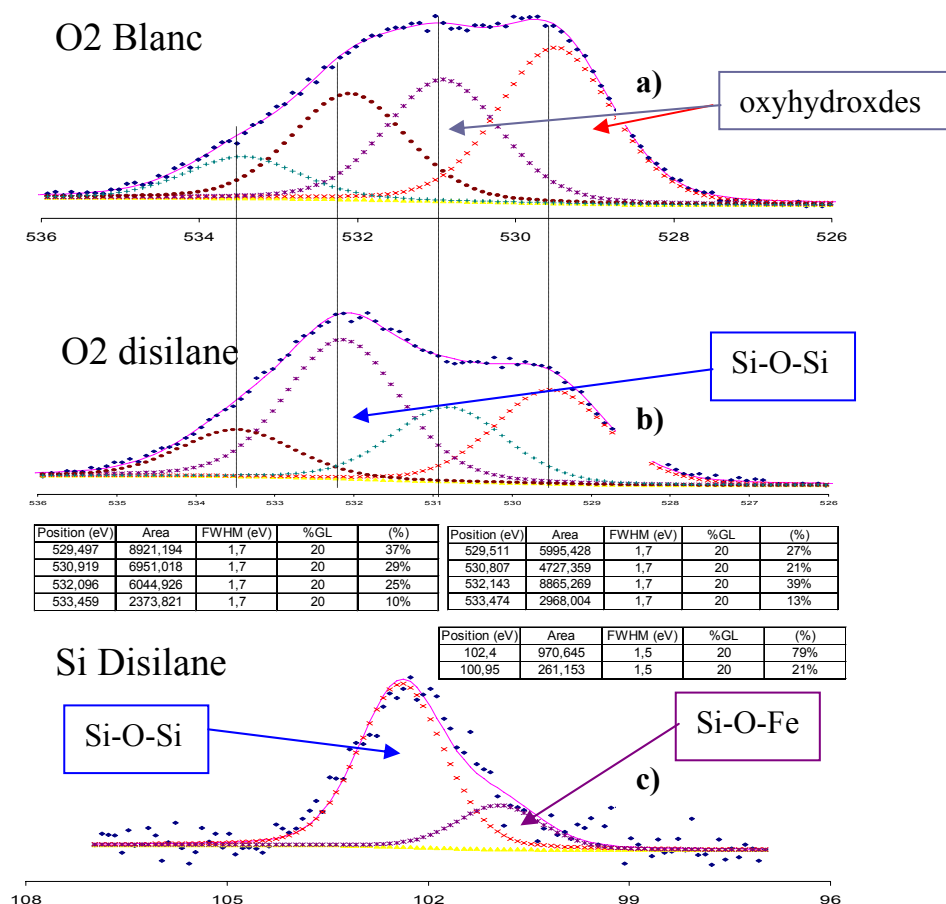 O2 Blanc
a)
oxyhydroxdes
536 534 532 530 528 526
O2 disilane
Si-O-Si
b)
536 535 534 533 532 531 530 529 528 527 526
Position (eV) Area FWHM (eV) %GL (%)
529,497 8921,194 1,7 20 37%
530,919 6951,018 1,7 20 29%
532,096 6044,926 1,7 20 25%
533,459 2373,821 1,7 20 10%
Position (eV) Area FWHM (eV) %GL (%)
529,511 5995,428 1,7 20 27%
530,807 4727,359 1,7 20 21%
532,143 8865,269 1,7 20 39%
533,474 2968,004 1,7 20 13%
Position (eV) Area FWHM (eV) %GL (%)
102,4 970,645 1,5 20 79%
100,95 261,153 1,5 20 21%
Si Disilane
Si-O-Si
Si-O-Fe
c)
108 105 102 99 96